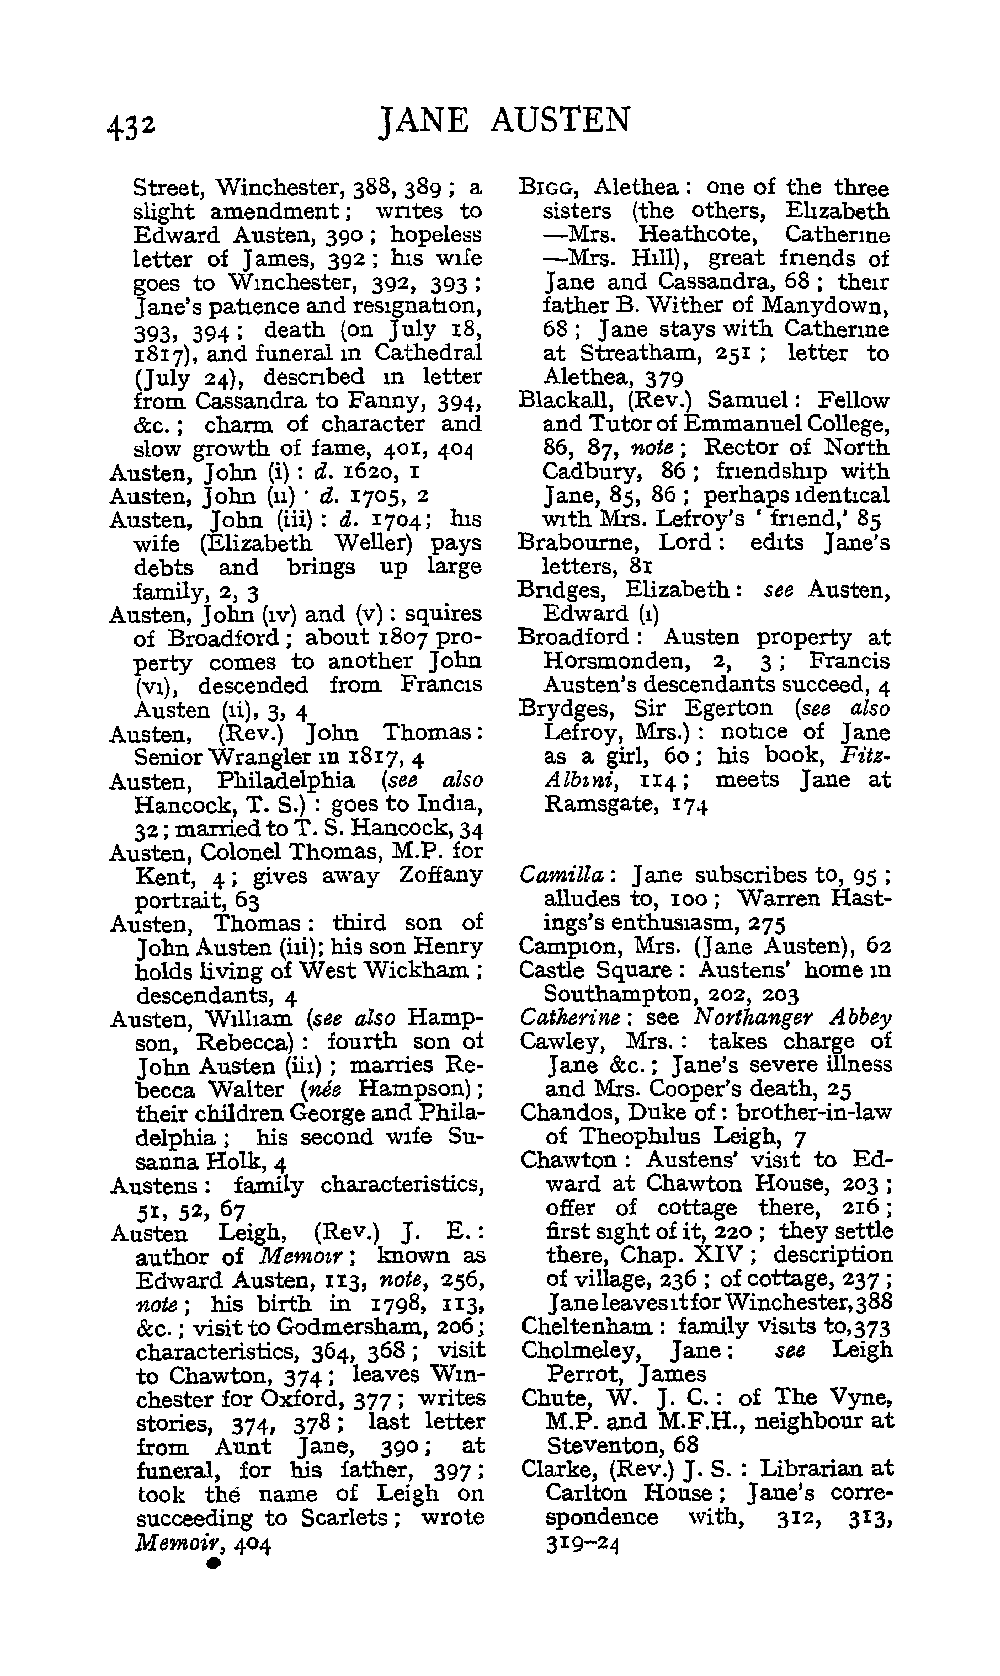 432 JANE AUSTEN
Street, Winchester, 388, 389; a
slight amendment; writes to
Edward Austen, 390; hopeless
letter of James, 392; his wife
goes to Winchester, 392, 393;
Jane's patience and resignation,
393, 394; death (on July 18,
1817), and funeral in Cathedral
(July 24), described in letter
from Cassandra to Fanny, 394,
&c.; charm of character and
slow growth of fame, 401, 404
Austen, John (i): d. 1620, 1
Austen, John (ii): d. 1705, 2
Austen, John (iii): d. 1704; his
wife (Elizabeth Weller) pays
debts and brings up large
family, 2, 3
Austen, John (iv) and (v): squires
of Broadford; about 1807 pro-
perty comes to another John
(vi), descended from Francis
Austen (ii), 3, 4
Austen, (Rev.) John Thomas:
Senior Wrangler in 1817, 4
Austen, Philadelphia (see also
Hancock, T. S.): goes to India,
32; married to T. S. Hancock, 34
Austen, Colonel Thomas, M.P. for
Kent, 4; gives away Zoffany
portrait, 63
Austen, Thomas: third son of
John Austen (iii); his son Henry
holds living of West Wickham;
descendants, 4
Austen, William (see also Hamp-
son, Rebecca): fourth son of
John Austen (iii); marries Re-
becca Walter (née Hampson);
their children George and Phila-
delphia; his second wife Su-
sanna Holk, 4
Austens: family characteristics,
51, 52, 67
Austen Leigh, (Rev.) J. E.:
author of Memoir; known as
Edward Austen, 113, note, 256,
note; his birth in 1798, 113,
&c.; visit to Godmersham, 206;
characteristics, 364, 368; visit
to Chawton, 374; leaves Win-
chester for Oxford, 377; writes
stories, 374, 378; last letter
from Aunt Jane, 390; at
funeral, for his father, 397;
took the name of Leigh on
succeeding to Scarlets; wrote
Memoir, 404
BIGG, Alethea: one of the three
sisters (the others, Elizabeth
—Mrs. Heathcote, Catherine
—Mrs. Hill), great friends of
Jane and Cassandra, 68; their
father B. Wither of Manydown,
68; Jane stays with Catherine
at Streatham, 251; letter to
Alethea, 379
Blackall, (Rev.) Samuel: Fellow
and Tutor of Emmanuel College,
86, 87, note; Rector of North
Cadbury, 86; friendship with
Jane, 85, 86; perhaps identical
with Mrs. Lefroy's 'friend,' 85
Brabourne, Lord: edits Jane's
letters, 81
Bridges, Elizabeth: see Austen,
Edward (i)
Broadford: Austen property at
Horsmonden, 2, 3; Francis
Austen's descendants succeed, 4
Brydges, Sir Egerton (see also
Lefroy, Mrs.): notice of Jane
as a girl, 60; his book, Fitz-
Albini, 114; meets Jane at
Ramsgate, 174
Camilla: Jane subscribes to, 95;
alludes to, 100; Warren Hast-
ings's enthusiasm, 275
Campion, Mrs. (Jane Austen), 62
Castle Square: Austens' home in
Southampton, 202, 203
Catherine: see Northanger Abbey
Cawley, Mrs.: takes charge of
Jane &c.; Jane's severe illness
and Mrs. Cooper's death, 25
Chandos, Duke of: brother-in-law
of Theophilus Leigh, 7
Chawton: Austens' visit to Ed-
ward at Chawton House, 203;
offer of cottage there, 216;
first sight of it, 220; they settle
there, Chap. XIV; description
of village, 236; of cottage, 237;
Jane leaves it for Winchester, 388
Cheltenham: family visits to, 373
Cholmeley, Jane: see Leigh
Perrot, James
Chute, W. J. C.: of The Vyne,
M.P. and M.F.H., neighbour at
Steventon, 68
Clarke, (Rev.) J. S.: Librarian at
Carlton House; Jane's corre-
spondence with, 312, 313,
319–24